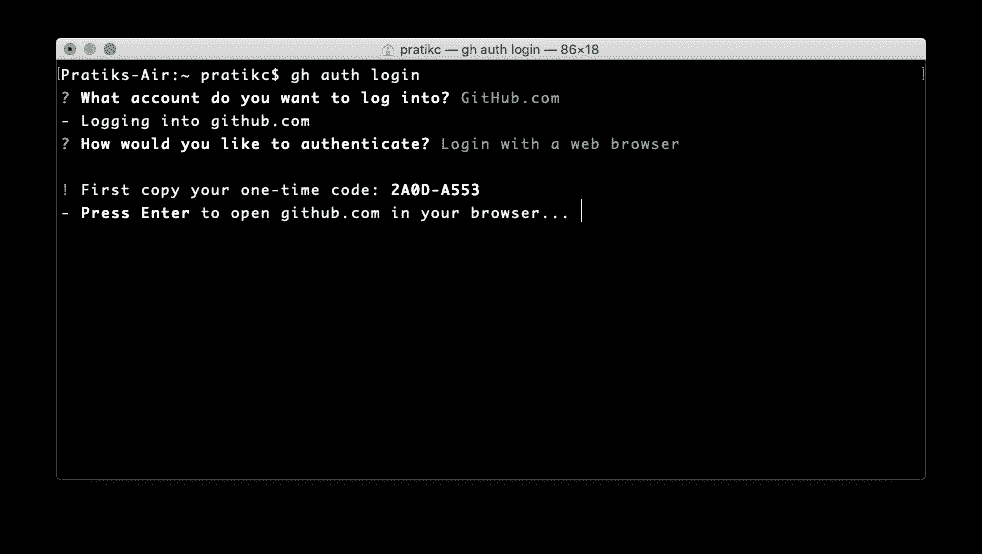 pratikc — gh auth login — 86×18
[Pratiks-Air:~ pratikc$ gh auth login ]
? What account do you want to log into? GitHub.com
- Logging into github.com
? How would you like to authenticate? Login with a web browser
! First copy your one-time code: 2A0D-A553
- Press Enter to open github.com in your browser...